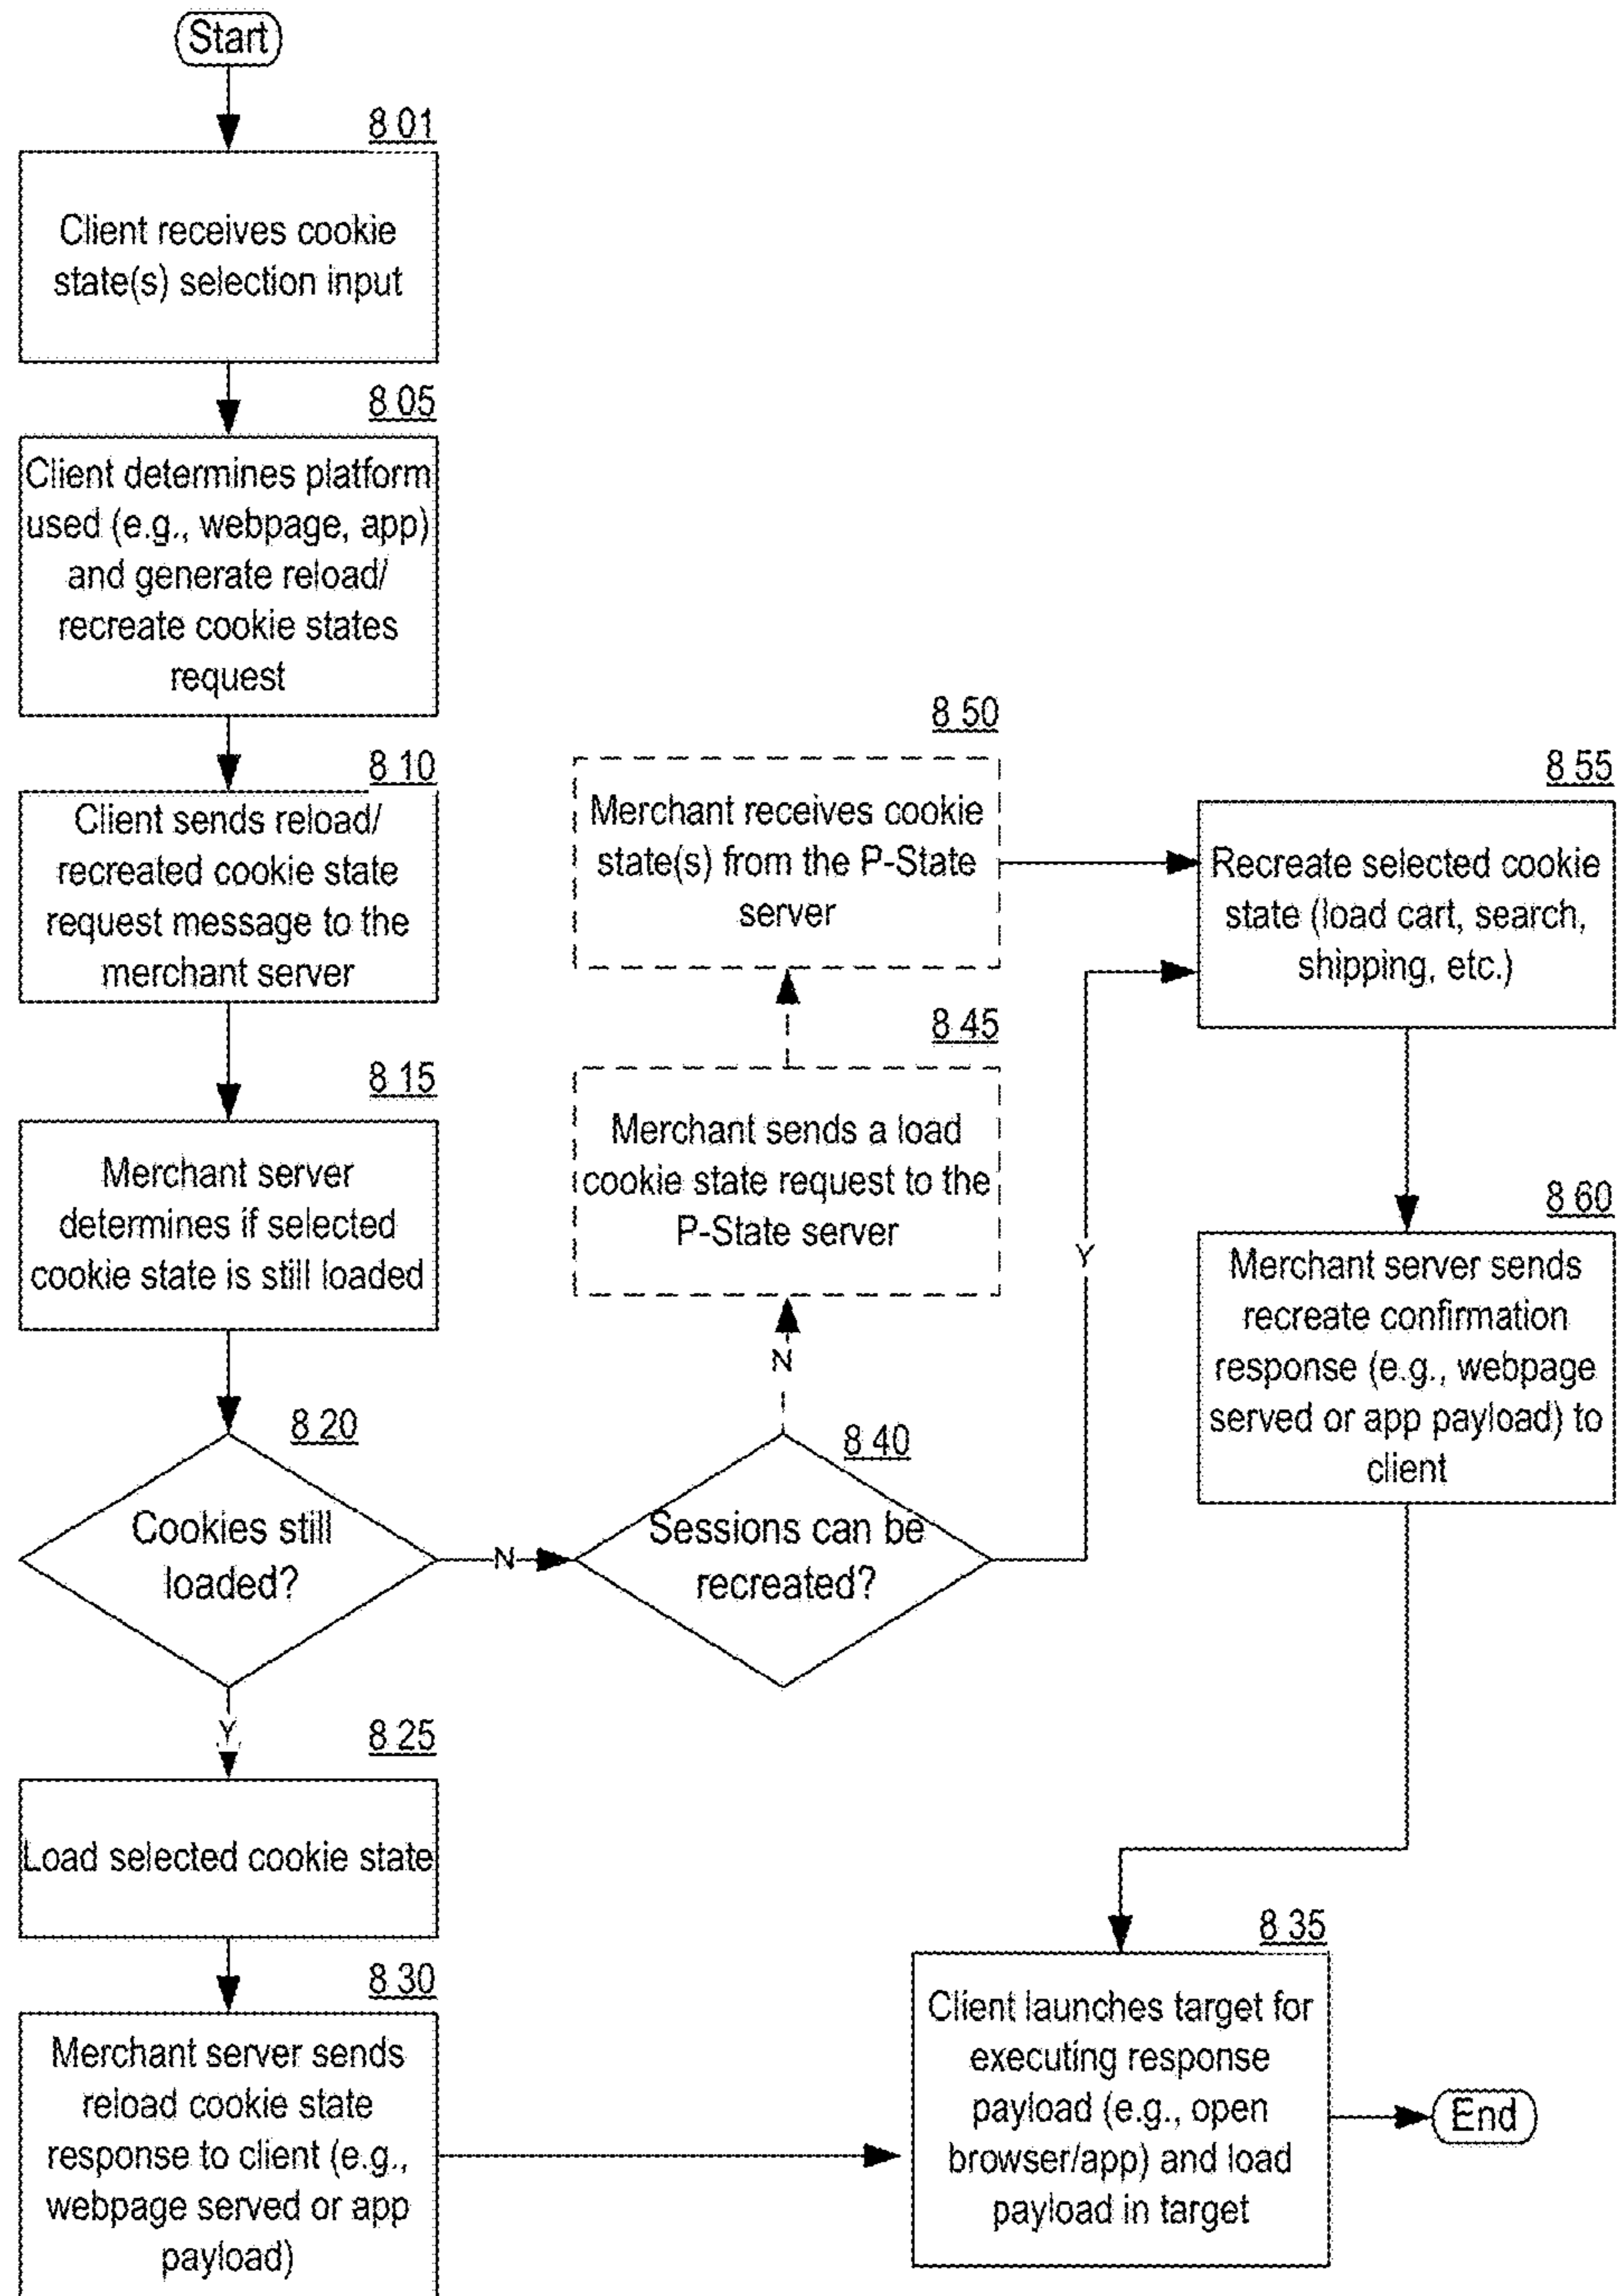 Start
8 01
Client receives cookie
state(s) selection input
8 05
Client determines platform
used (e.g., webpage, app)
and generate reload/
recreate cookie states
request
8 10
Client sends reload/
recreated cookie state
request message to the
merchant server
8 15
Merchant server
determines if selected
cookie state is still loaded
8 20
Cookies still
loaded?
N
Y
8 25
Load selected cookie state
8 30
Merchant server sends
reload cookie state
response to client (e.g.,
webpage served or app
payload)
8 40
Sessions can be
recreated?
N
Y
8 45
Merchant sends a load
cookie state request to the
P-State server
8 50
Merchant receives cookie
state(s) from the P-State
server
8 55
Recreate selected cookie
state (load cart, search,
shipping, etc.)
8 60
Merchant server sends
recreate confirmation
response (e.g., webpage
served or app payload) to
client
8 35
Client launches target for
executing response
payload (e.g., open
browser/app) and load
payload in target
End